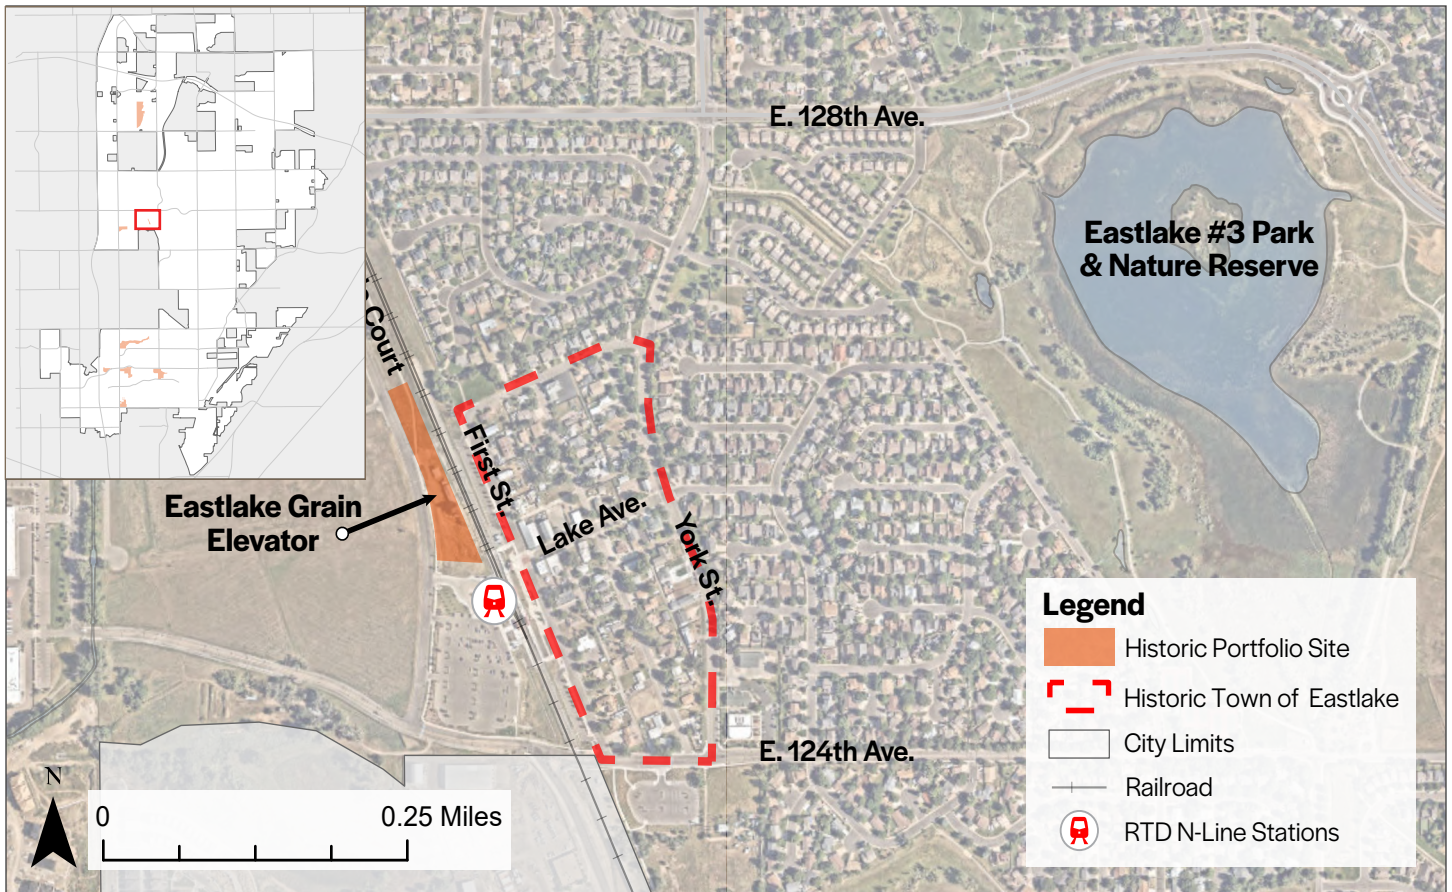 E. 128th Ave.
Eastlake #3 Park
& Nature Reserve
Court
First St.
Eastlake Grain
Elevator
Lake Ave.
York St.
E. 124th Ave.
Legend
Historic Portfolio Site
Historic Town of Eastlake
City Limits
Railroad
RTD N-Line Stations
N
0
0.25 Miles